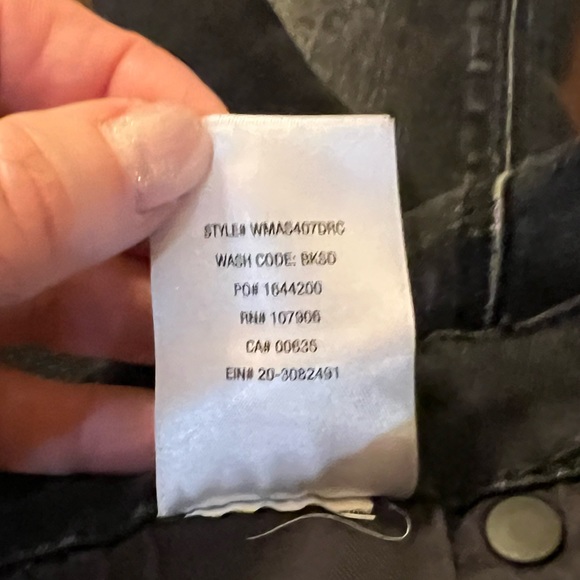 STYLE# WMAS407DRC
WASH CODE: BKSD
PO# 1644200
RN# 107906
CA# 00635
EIN# 20-3082491